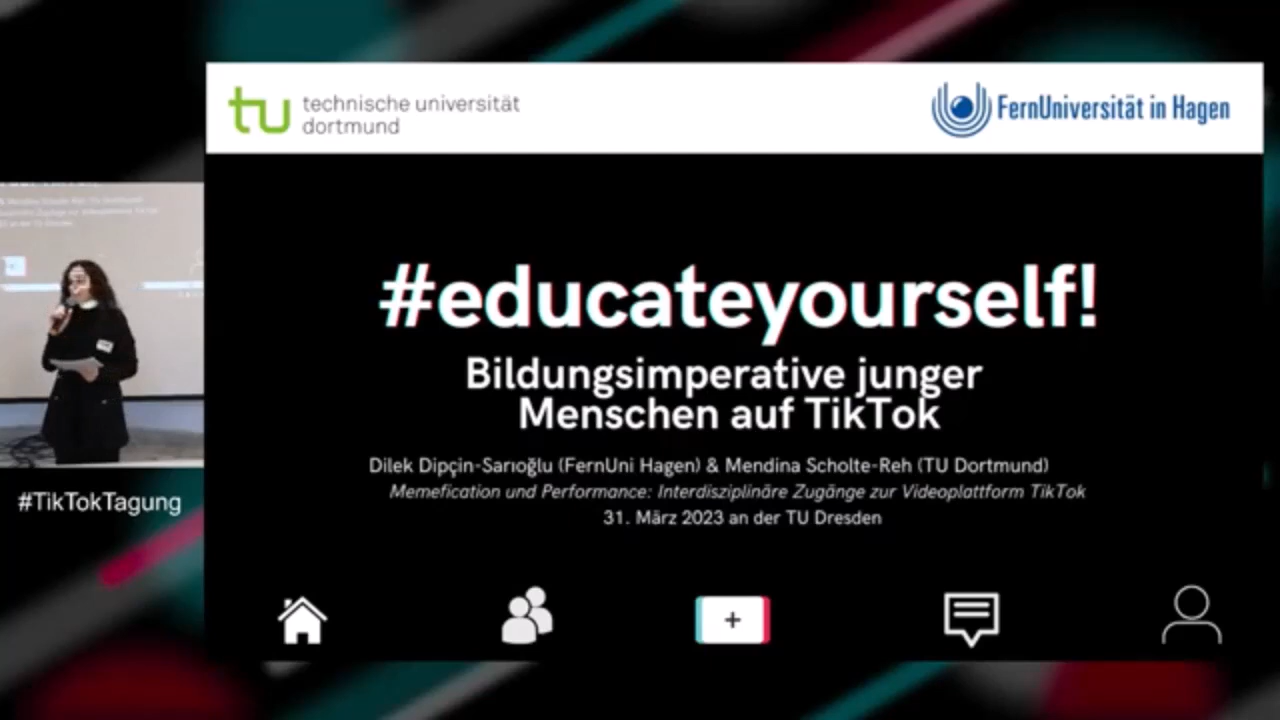 tu technische universität
dortmund
FernUniversität in Hagen
#educateyourself!
Bildungsimperative junger
Menschen auf TikTok
Dilek Dipçin-Sarıoğlu (FernUni Hagen) & Mendina Scholte-Reh (TU Dortmund)
Memefication und Performance: Interdisziplinäre Zugänge zur Videoplattform TikTok
31. März 2023 an der TU Dresden
#TikTokTagung
+